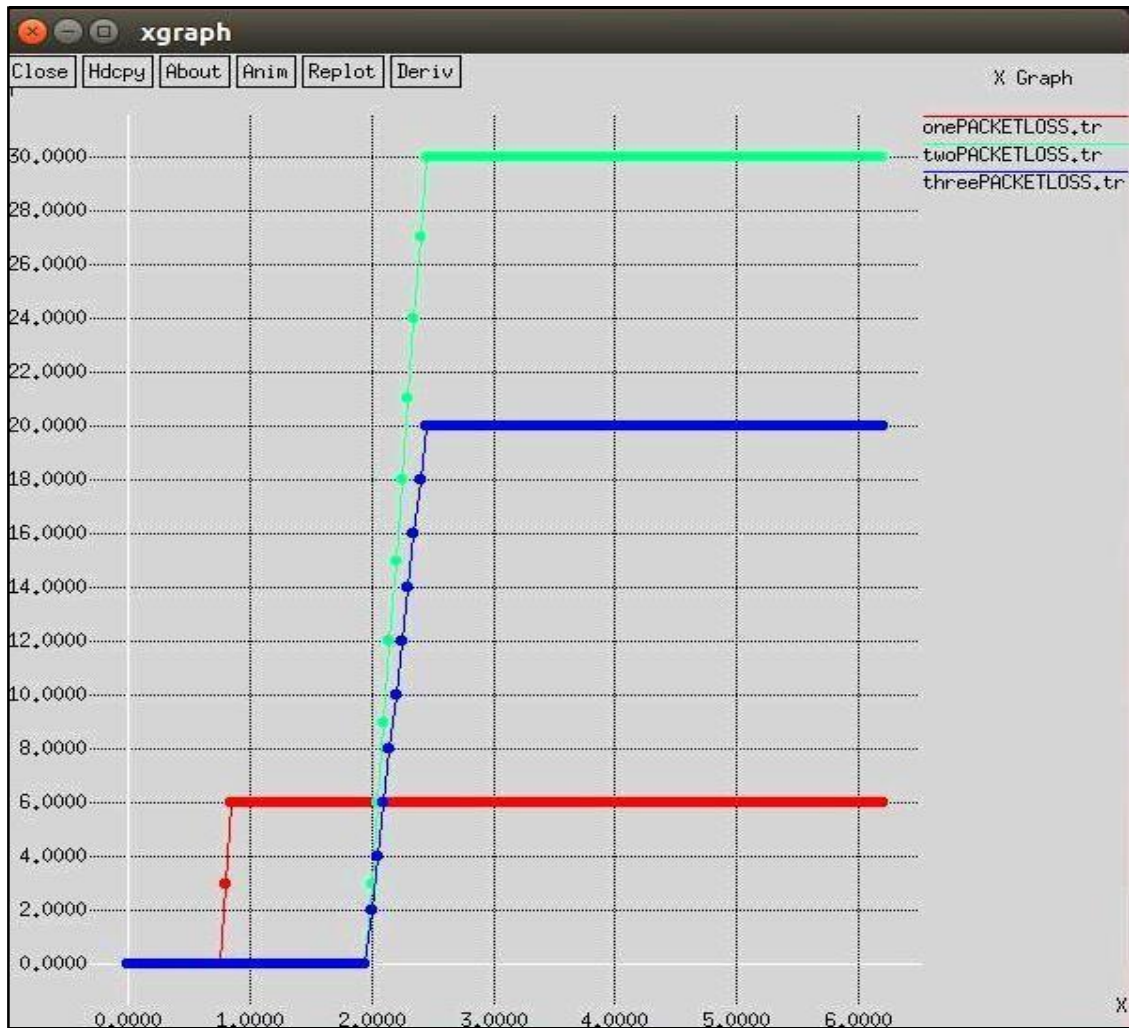 xgraph
Close Hdcpy About Anim Replot Deriv
X Graph
onePACKETLOSS.tr
twoPACKETLOSS.tr
threePACKETLOSS.tr
30.0000
28.0000
26.0000
24.0000
22.0000
20.0000
18.0000
16.0000
14.0000
12.0000
10.0000
8.0000
6.0000
4.0000
2.0000
0.0000
0.0000 1.0000 2.0000 3.0000 4.0000 5.0000 6.0000
X